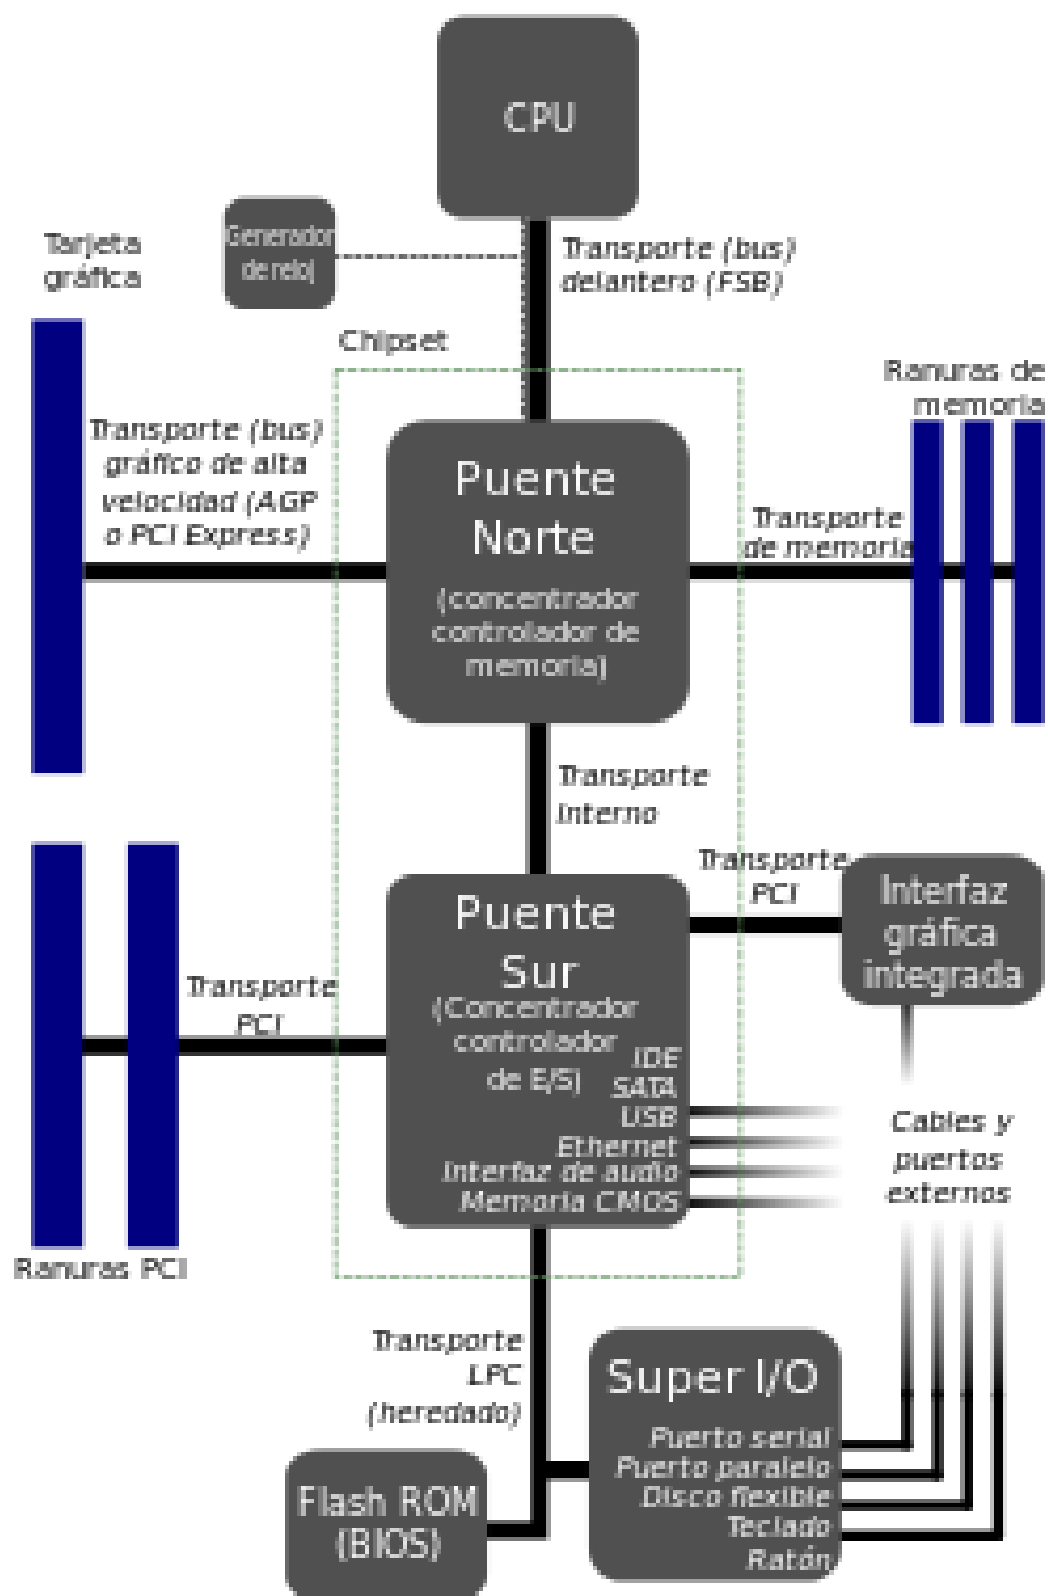 CPU
Generador
de reloj
Transporte (bus)
delantero (FSB)
Tarjeta
gráfica
Chipset
Ranuras de
memoria
Transporte (bus)
gráfico de alta
velocidad (AGP
o PCI Express)
Puente
Norte
(concentrador
controlador de
memoria)
Transporte
de memoria
Transporte
Interno
Transporte
PCI
Interfaz
gráfica
integrada
Puente
Sur
(Concentrador
controlador
de E/S)
IDE
SATA
USB
Ethernet
Interfaz de audio
Memoria CMOS
Transporte
PCI
Ranuras PCI
Cables y
puertos
externos
Transporte
LPC
(heredado)
Super I/O
Puerto serial
Puerto paralelo
Disco flexible
Teclado
Ratón
Flash ROM
(BIOS)